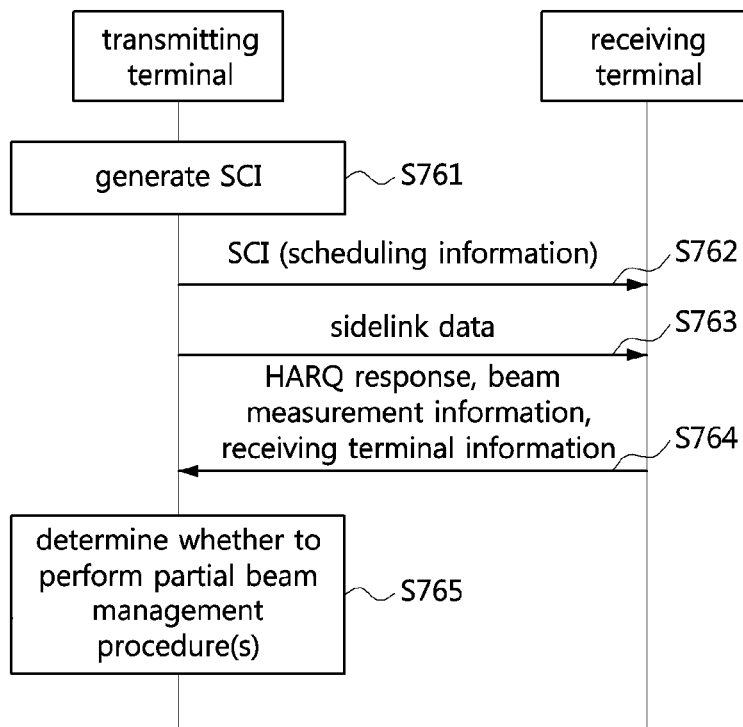 transmitting
terminal
receiving
terminal
generate SCI
S761
SCI (scheduling information)
S762
sidelink data
S763
HARQ response, beam
measurement information,
receiving terminal information
S764
determine whether to
perform partial beam
management
procedure(s)
S765